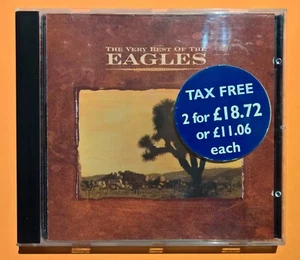 THE VERY BEST OF THE
EAGLES
TAX FREE
2 for £18.72
or £11.06
each